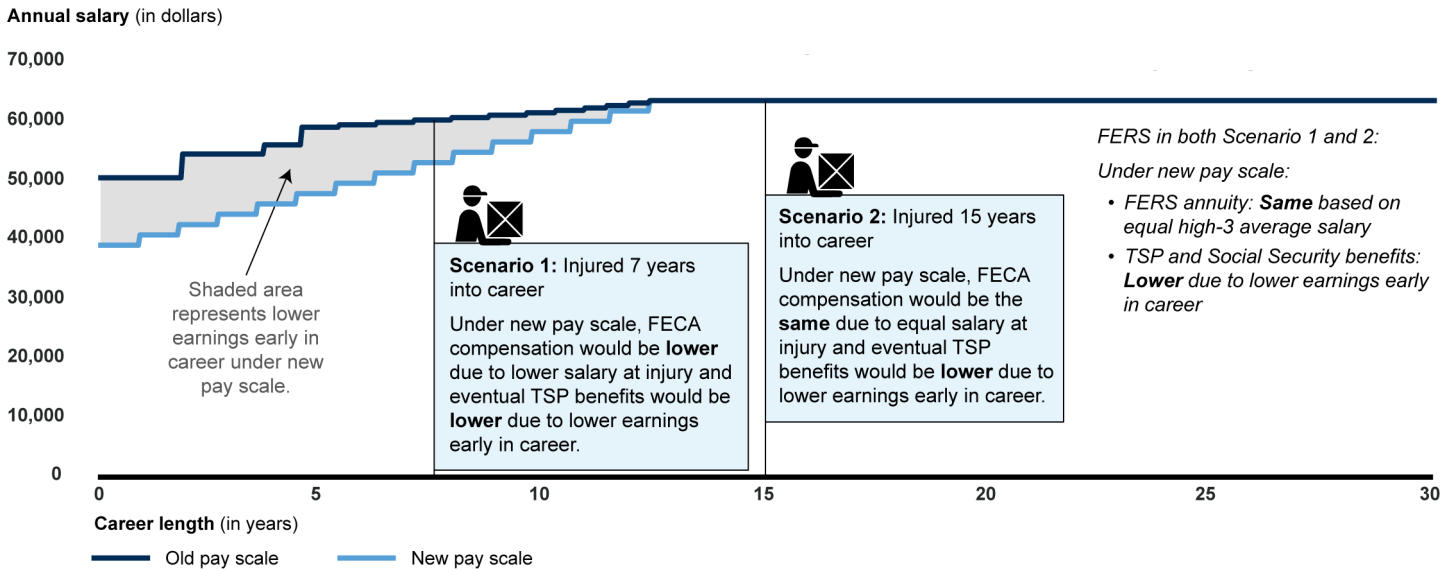 Annual salary (in dollars)
70,000
60,000
50,000
40,000
30,000
20,000
10,000
0
Shaded area
represents lower
earnings early in
career under new
pay scale.
Scenario 1: Injured 7 years
into career
Under new pay scale, FECA
compensation would be lower
due to lower salary at injury and
eventual TSP benefits would be
lower due to lower earnings
early in career.
Scenario 2: Injured 15 years
into career
Under new pay scale, FECA
compensation would be the
same due to equal salary at
injury and eventual TSP
benefits would be lower due to
lower earnings early in career.
FERS in both Scenario 1 and 2:
Under new pay scale:
• FERS annuity: Same based on
equal high-3 average salary
• TSP and Social Security benefits:
Lower due to lower earnings early
in career
0 5 10 15 20 25 30
Career length (in years)
Old pay scale New pay scale